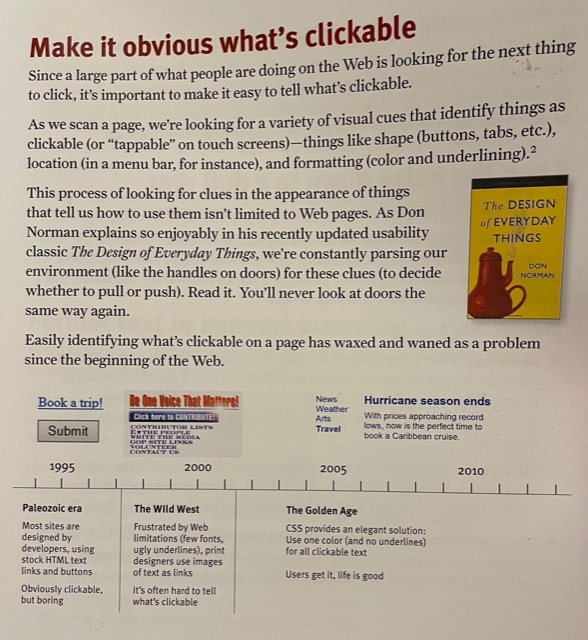 Make it obvious what's clickable
Since a large part of what people are doing on the Web is looking for the next thing
to click, it's important to make it easy to tell what's clickable.
As we scan a page, we're looking for a variety of visual cues that identify things as
clickable (or “tappable” on touch screens)—things like shape (buttons, tabs, etc.),
location (in a menu bar, for instance), and formatting (color and underlining).²
This process of looking for clues in the appearance of things
that tell us how to use them isn't limited to Web pages. As Don
Norman explains so enjoyably in his recently updated usability
classic The Design of Everyday Things, we're constantly parsing our
environment (like the handles on doors) for these clues (to decide
whether to pull or push). Read it. You'll never look at doors the
same way again.
The DESIGN
of EVERYDAY
THINGS
DON
NORMAN
Easily identifying what's clickable on a page has waxed and waned as a problem
since the beginning of the Web.
Book a trip!
Submit
Be One Voice That Matters!
Click here to CONTRIBUTE!
CONTRIBUTOR LISTS
E★THE PEOPLE
WRITE THE MEDIA
GOP SITE LINKS
VOLUNTEER
CONTACT US
News
Weather
Arts
Travel
Hurricane season ends
With prices approaching record
lows, now is the perfect time to
book a Caribbean cruise.
1995
2000
2005
2010
Paleozoic era
Most sites are
designed by
developers, using
stock HTML text
links and buttons
Obviously clickable,
but boring
The Wild West
Frustrated by Web
limitations (few fonts,
ugly underlines), print
designers use images
of text as links
It's often hard to tell
what's clickable
The Golden Age
CSS provides an elegant solution:
Use one color (and no underlines)
for all clickable text
Users get it, life is good